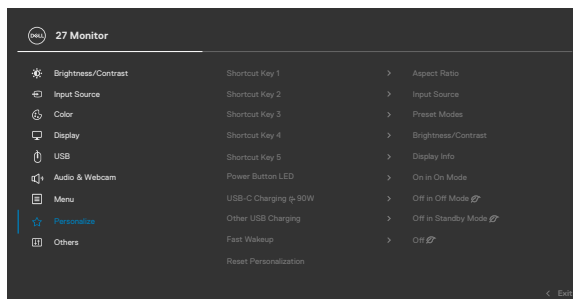 DELL 27 Monitor
Brightness/Contrast Shortcut Key 1 > Aspect Ratio
Input Source Shortcut Key 2 > Input Source
Color Shortcut Key 3 > Preset Modes
Display Shortcut Key 4 > Brightness/Contrast
USB Shortcut Key 5 > Display Info
Audio & Webcam Power Button LED > On in On Mode
Menu USB-C Charging 90W > Off in Off Mode
Personalize Other USB Charging > Off in Standby Mode
Others Fast Wakeup > Off
Reset Personalization
< Exit